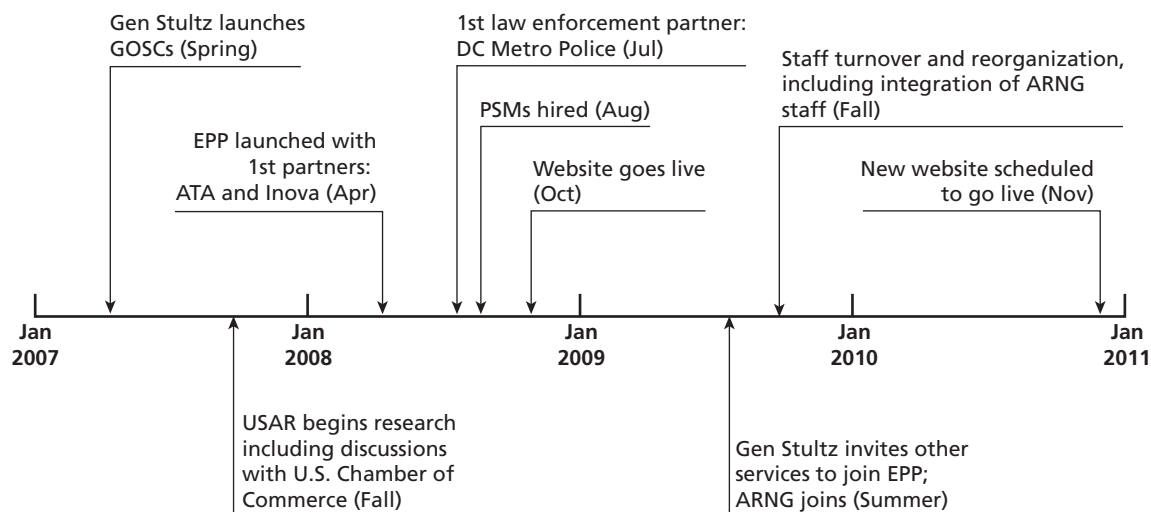 Gen Stultz launches
GOSCs (Spring)
1st law enforcement partner:
DC Metro Police (Jul)
Staff turnover and reorganization,
including integration of ARNG
staff (Fall)
PSMs hired (Aug)
EPP launched with
1st partners:
ATA and Inova (Apr)
Website goes live
(Oct)
New website scheduled
to go live (Nov)
Jan
2007
Jan
2008
Jan
2009
Jan
2010
Jan
2011
USAR begins research
including discussions
with U.S. Chamber of
Commerce (Fall)
Gen Stultz invites other
services to join EPP;
ARNG joins (Summer)